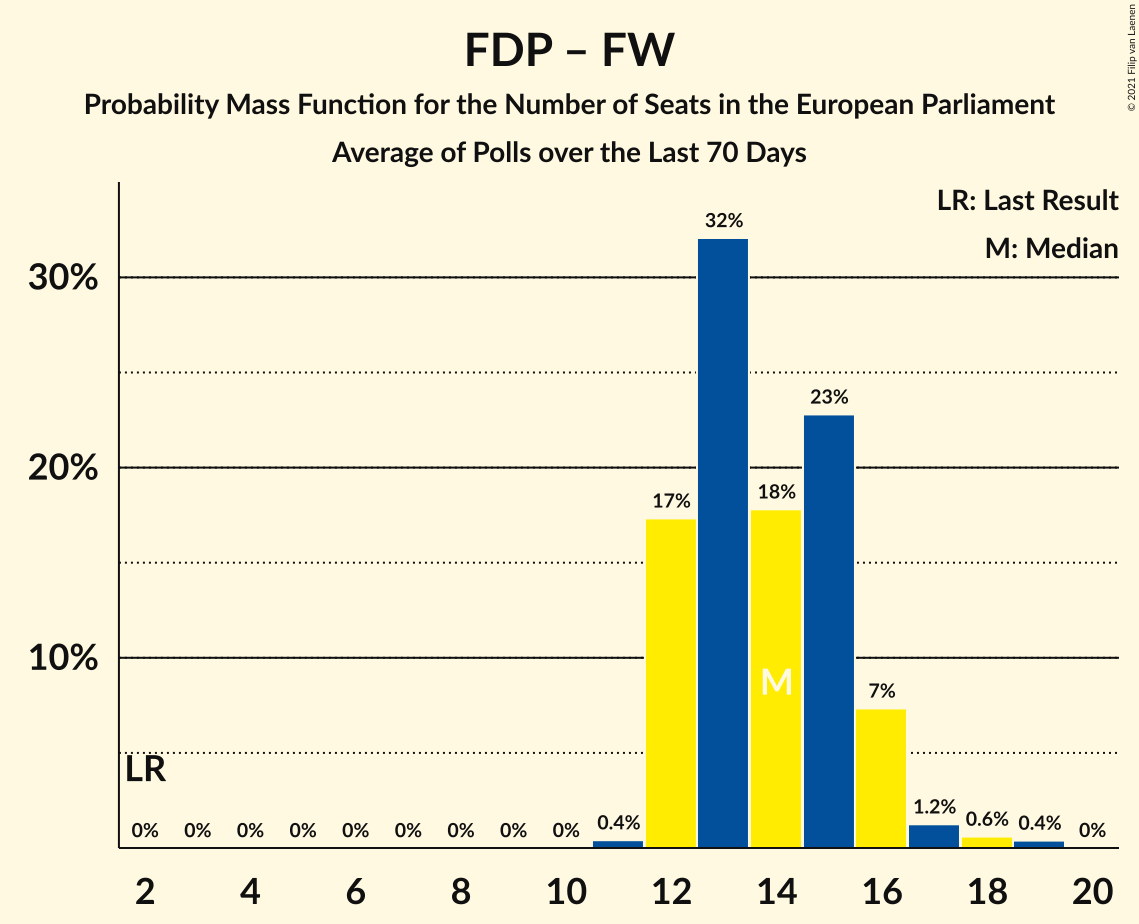 FDP – FW
Probability Mass Function for the Number of Seats in the European Parliament
Average of Polls over the Last 70 Days
© 2021 Filip van Laenen
LR: Last Result
M: Median
32%
30%
23%
20%
18%
17%
10%
M
7%
LR
1.2%
0.6%
0% 0% 0% 0% 0% 0% 0% 0% 0% 0.4% 0.4% 0%
2 4 6 8 10 12 14 16 18 20